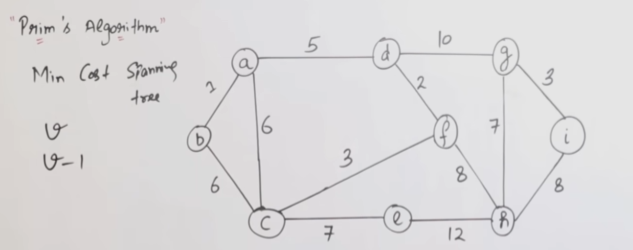 "Prim's Algorithm"
Min Cost Spanning
tree
v
v-1
a
5
d
10
g
1
6
2
7
3
b
f
i
6
3
8
8
c
7
e
12
h